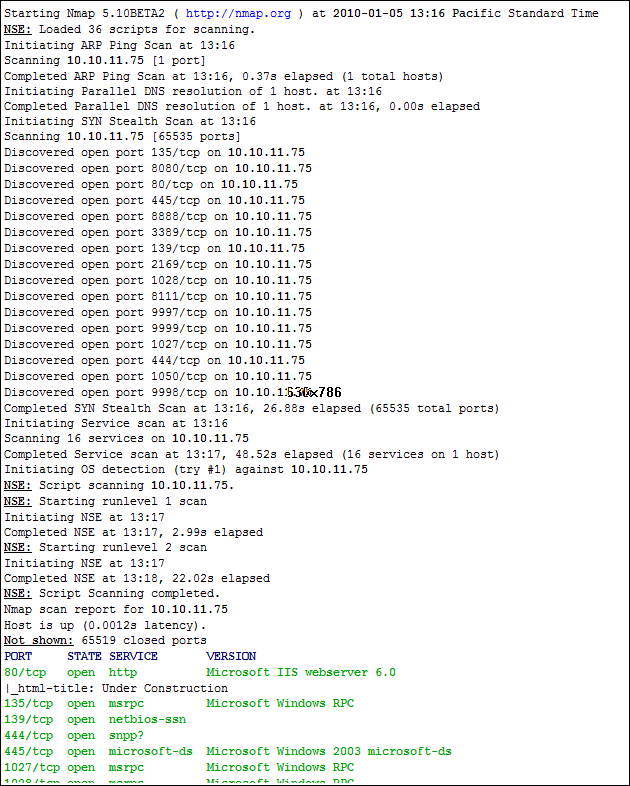 Starting Nmap 5.10BETA2 ( http://nmap.org ) at 2010-01-05 13:16 Pacific Standard Time
NSE: Loaded 36 scripts for scanning.
Initiating ARP Ping Scan at 13:16
Scanning 10.10.11.75 [1 port]
Completed ARP Ping Scan at 13:16, 0.37s elapsed (1 total hosts)
Initiating Parallel DNS resolution of 1 host. at 13:16
Completed Parallel DNS resolution of 1 host. at 13:16, 0.00s elapsed
Initiating SYN Stealth Scan at 13:16
Scanning 10.10.11.75 [65535 ports]
Discovered open port 135/tcp on 10.10.11.75
Discovered open port 8080/tcp on 10.10.11.75
Discovered open port 80/tcp on 10.10.11.75
Discovered open port 445/tcp on 10.10.11.75
Discovered open port 8888/tcp on 10.10.11.75
Discovered open port 3389/tcp on 10.10.11.75
Discovered open port 139/tcp on 10.10.11.75
Discovered open port 2169/tcp on 10.10.11.75
Discovered open port 1028/tcp on 10.10.11.75
Discovered open port 8111/tcp on 10.10.11.75
Discovered open port 9997/tcp on 10.10.11.75
Discovered open port 9999/tcp on 10.10.11.75
Discovered open port 1027/tcp on 10.10.11.75
Discovered open port 444/tcp on 10.10.11.75
Discovered open port 1050/tcp on 10.10.11.75
Discovered open port 9998/tcp on 630x786
Completed SYN Stealth Scan at 13:16, 26.88s elapsed (65535 total ports)
Initiating Service scan at 13:16
Scanning 16 services on 10.10.11.75
Completed Service scan at 13:17, 48.52s elapsed (16 services on 1 host)
Initiating OS detection (try #1) against 10.10.11.75
NSE: Script scanning 10.10.11.75.
NSE: Starting runlevel 1 scan
Initiating NSE at 13:17
Completed NSE at 13:17, 2.99s elapsed
NSE: Starting runlevel 2 scan
Initiating NSE at 13:17
Completed NSE at 13:18, 22.02s elapsed
NSE: Script Scanning completed.
Nmap scan report for 10.10.11.75
Host is up (0.0012s latency).
Not shown: 65519 closed ports
PORT STATE SERVICE VERSION
80/tcp open http Microsoft IIS webserver 6.0
|_html-title: Under Construction
135/tcp open msrpc Microsoft Windows RPC
139/tcp open netbios-ssn
444/tcp open snpp?
445/tcp open microsoft-ds Microsoft Windows 2003 microsoft-ds
1027/tcp open msrpc Microsoft Windows RPC
1028/tcp open msrpc Microsoft Windows RPC